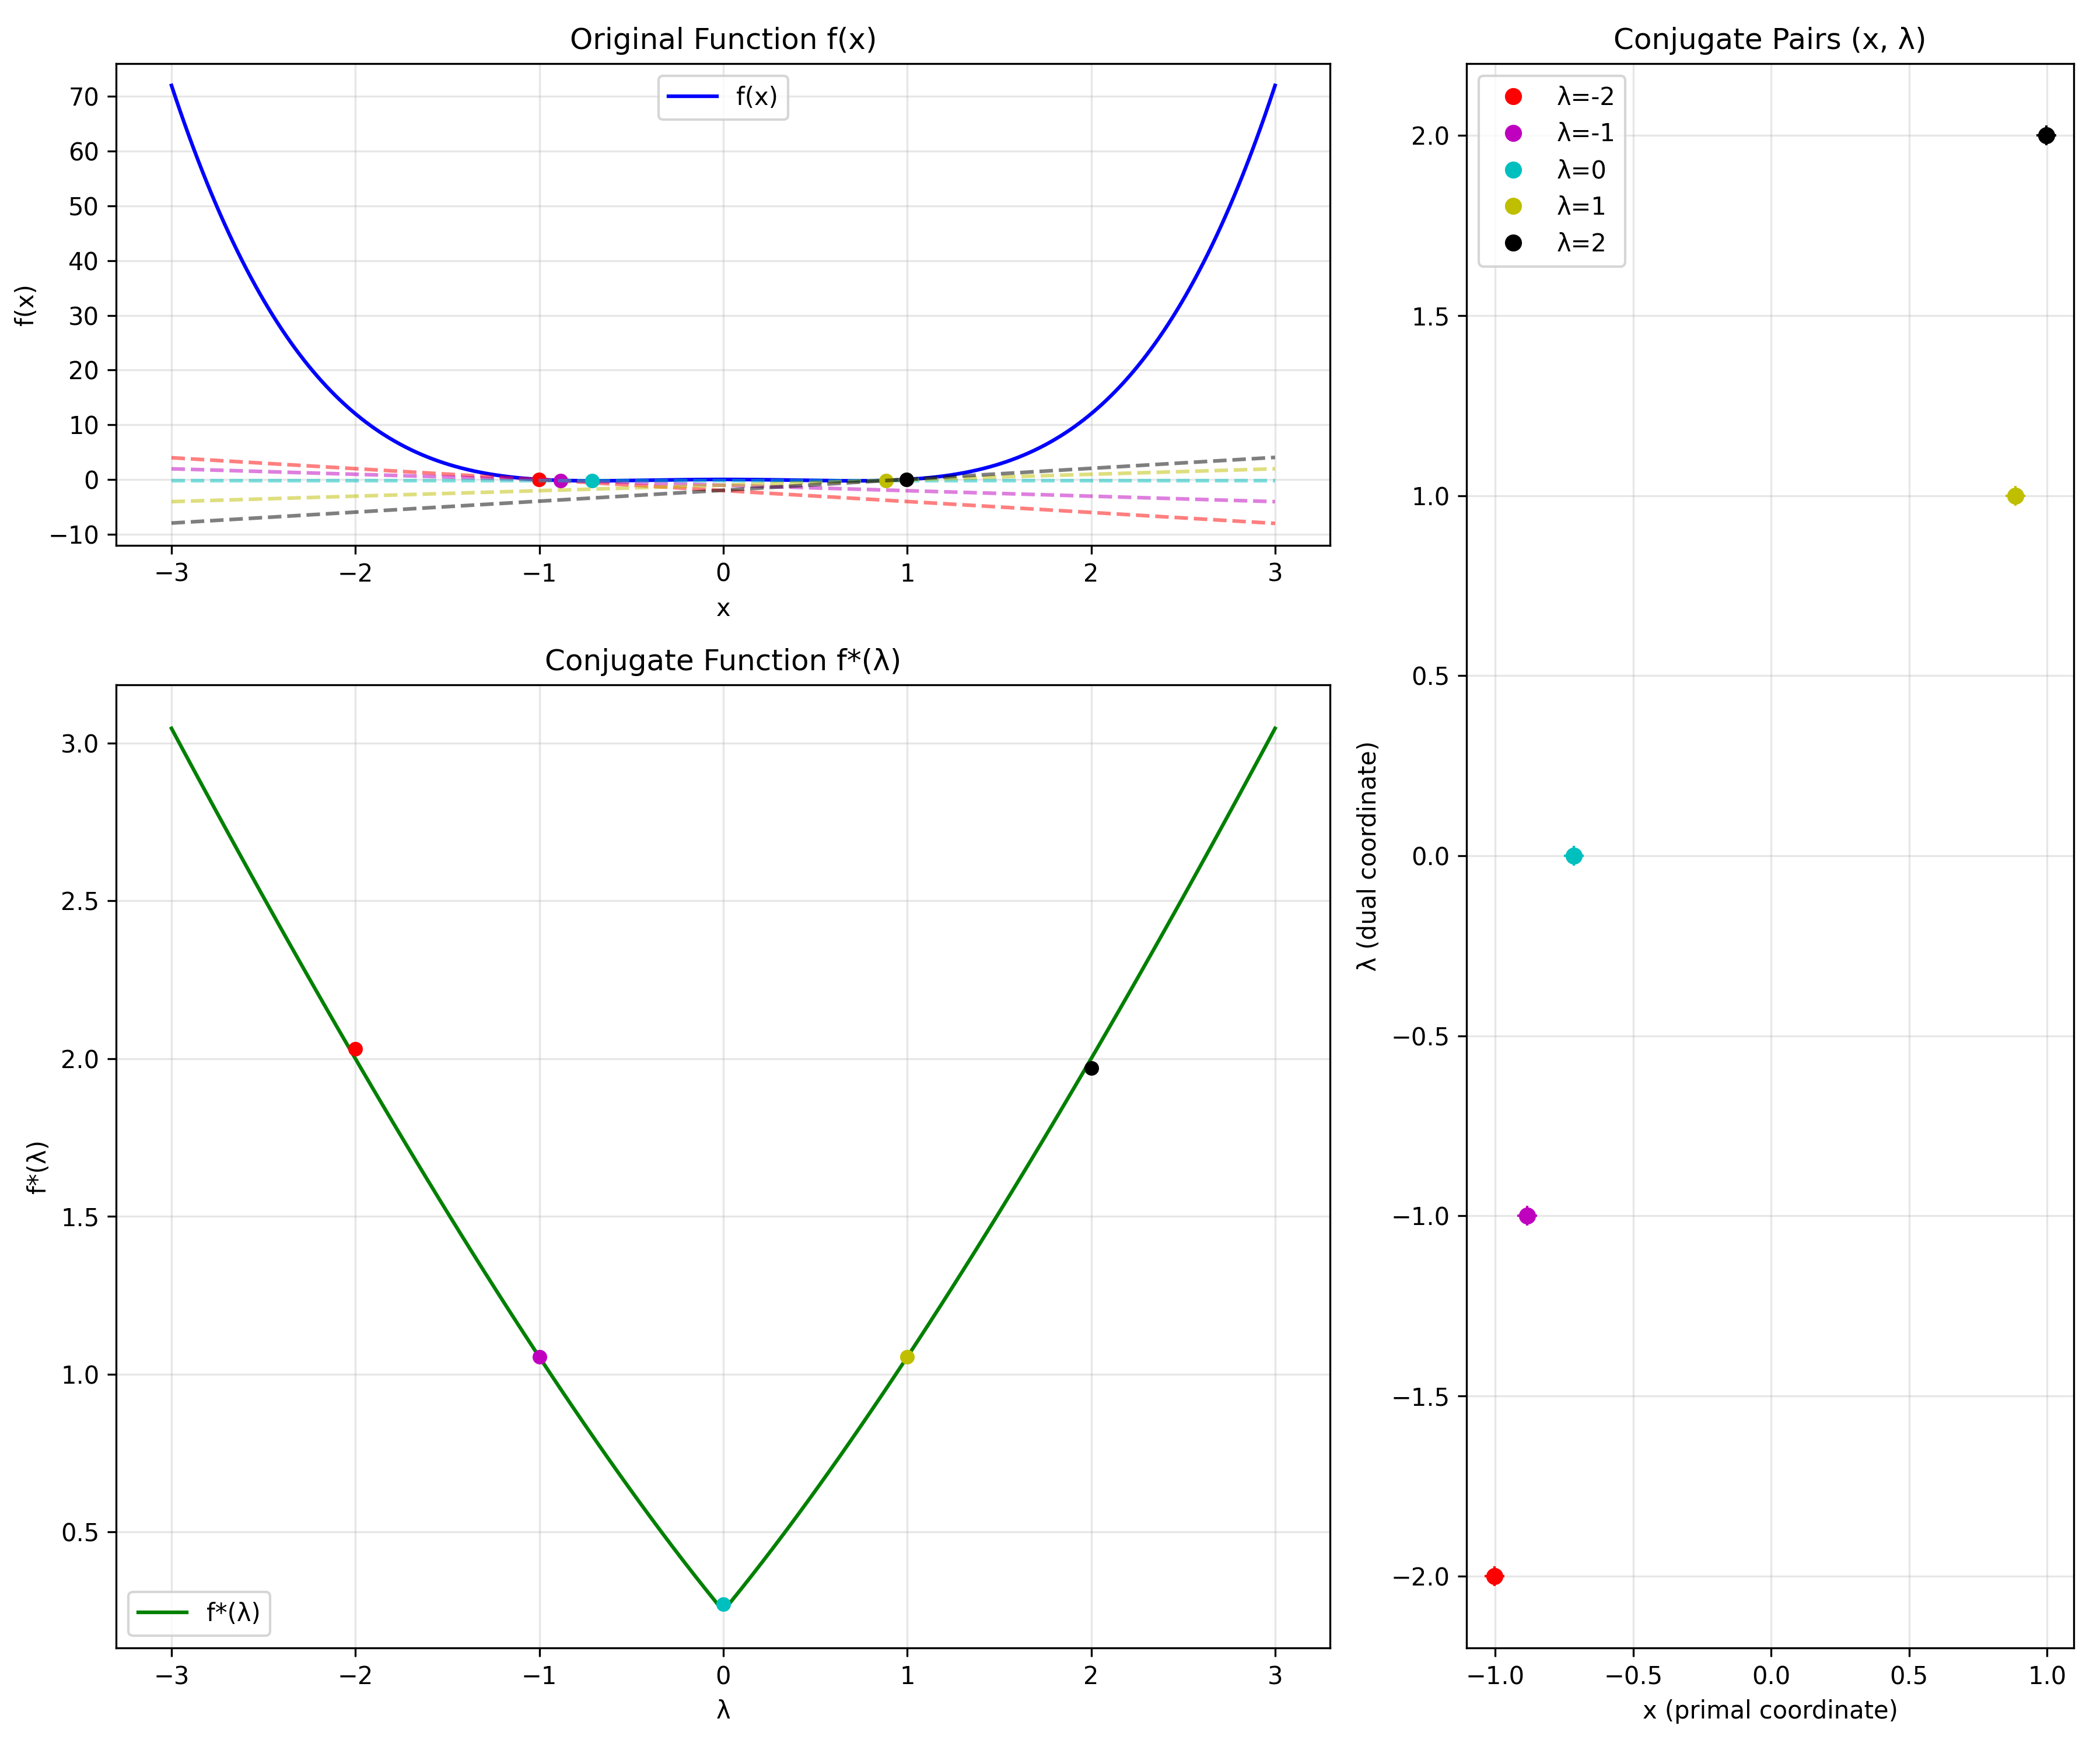 Original Function f(x)
f(x)
70
60
50
40
30
20
10
0
−10
f(x)
−3 −2 −1 0 1 2 3
x
Conjugate Function f*(λ)
3.0
2.5
2.0
1.5
1.0
0.5
f*(λ)
f*(λ)
−3 −2 −1 0 1 2 3
λ
Conjugate Pairs (x, λ)
λ=-2
λ=-1
λ=0
λ=1
λ=2
2.0
1.5
1.0
0.5
0.0
−0.5
−1.0
−1.5
−2.0
λ (dual coordinate)
−1.0 −0.5 0.0 0.5 1.0
x (primal coordinate)